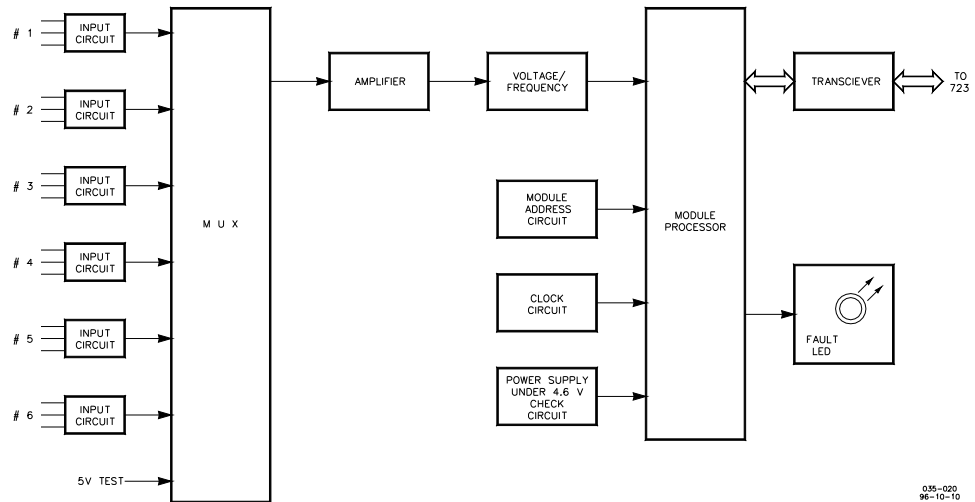 # 1
INPUT
CIRCUIT
# 2
INPUT
CIRCUIT
# 3
INPUT
CIRCUIT
# 4
INPUT
CIRCUIT
# 5
INPUT
CIRCUIT
# 6
INPUT
CIRCUIT
5V TEST
M U X
AMPLIFIER
VOLTAGE/
FREQUENCY
MODULE
ADDRESS
CIRCUIT
CLOCK
CIRCUIT
POWER SUPPLY
UNDER 4.6 V
CHECK
CIRCUIT
MODULE
PROCESSOR
TRANSCIEVER
TO
723
FAULT
LED
035-020
96-10-10